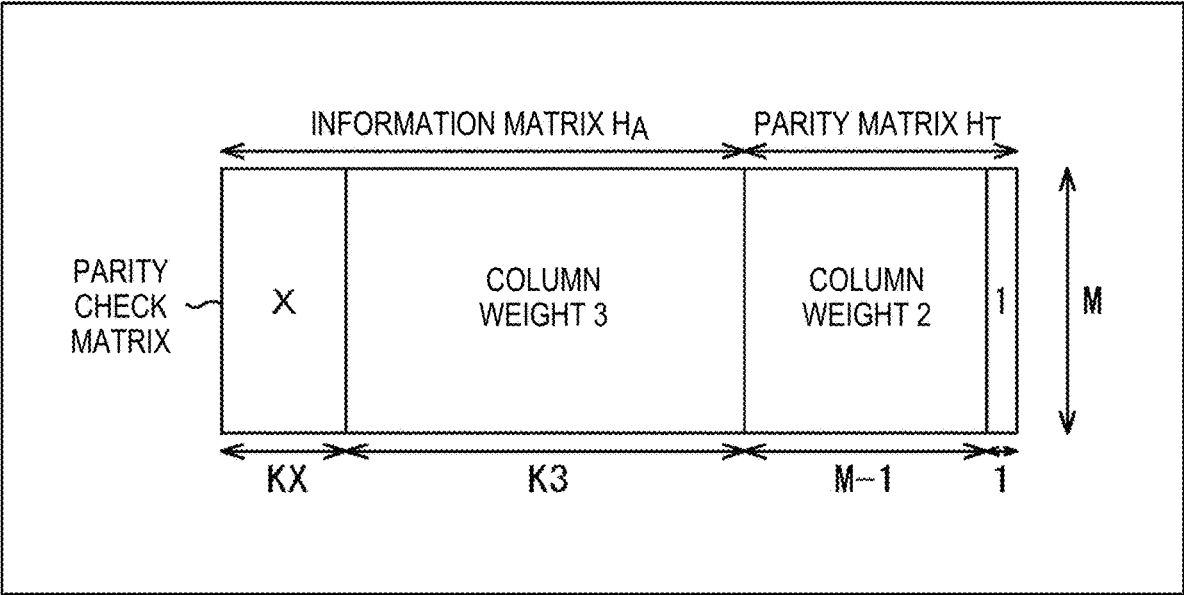 INFORMATION MATRIX HA
PARITY MATRIX HT
PARITY
CHECK
MATRIX
X
COLUMN
WEIGHT 3
COLUMN
WEIGHT 2
1
M
KX
K3
M-1
1